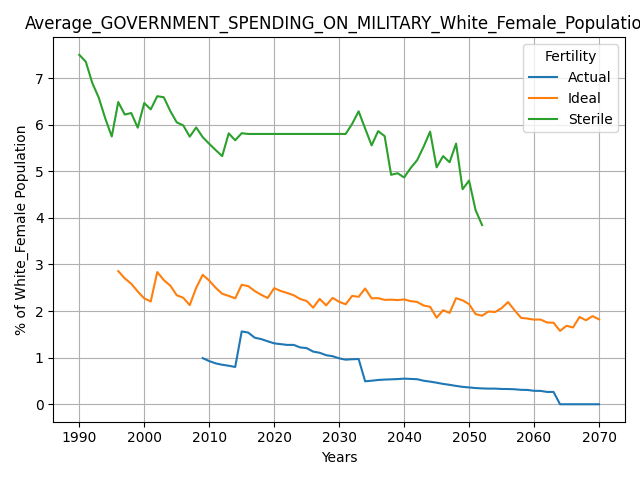 Average_GOVERNMENT_SPENDING_ON_MILITARY_White_Female_Populatio
Fertility
Actual
Ideal
Sterile
% of White_Female Population
7
6
5
4
3
2
1
0
1990 2000 2010 2020 2030 2040 2050 2060 2070
Years